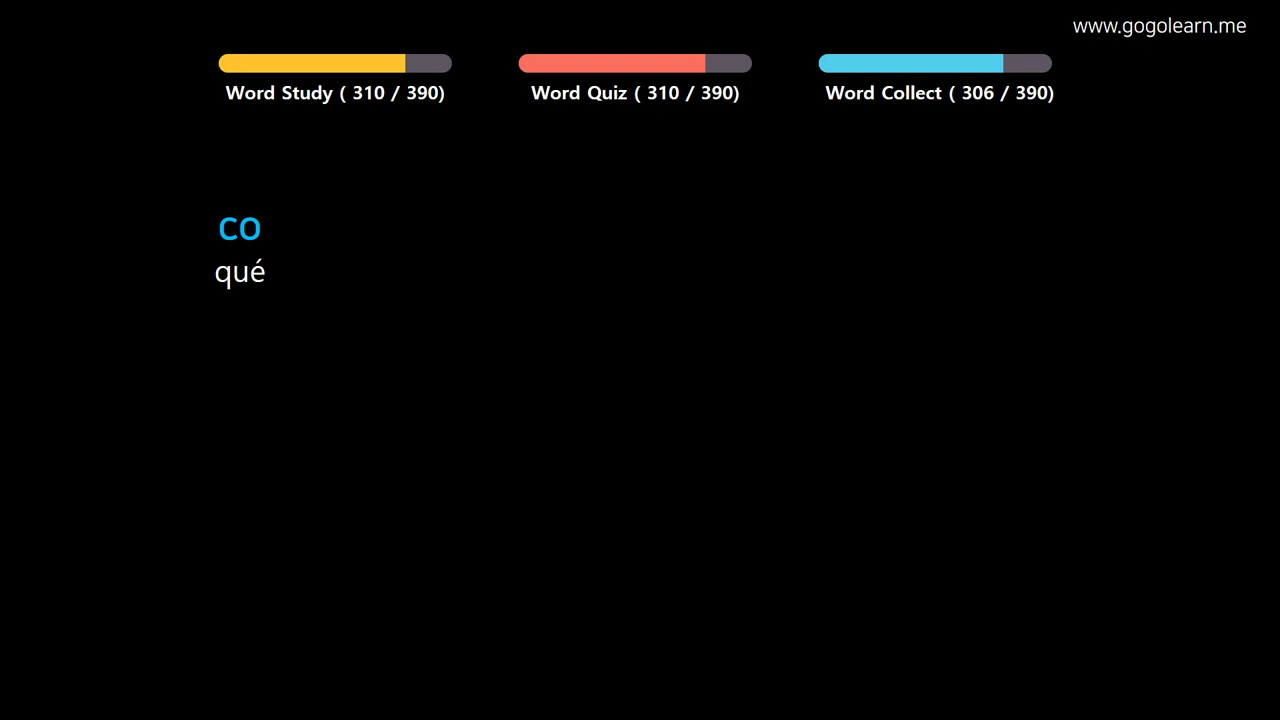 www.gogolearn.me
Word Study ( 310 / 390)
Word Quiz ( 310 / 390)
Word Collect ( 306 / 390)
co
qué